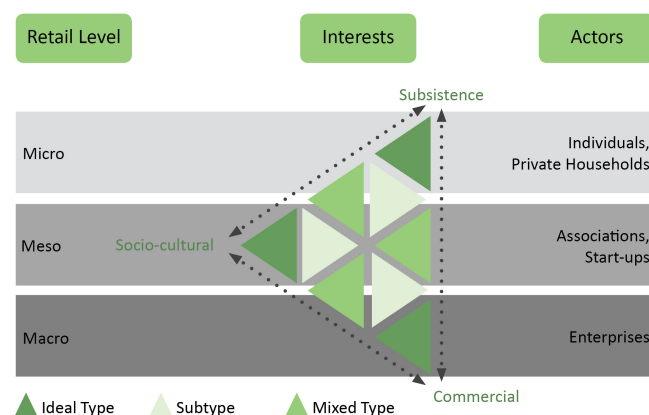 Retail Level
Interests
Actors
Subsistence
Micro
Individuals,
Private Households
Meso
Socio-cultural
Associations,
Start-ups
Macro
Enterprises
Commercial
Ideal Type
Subtype
Mixed Type